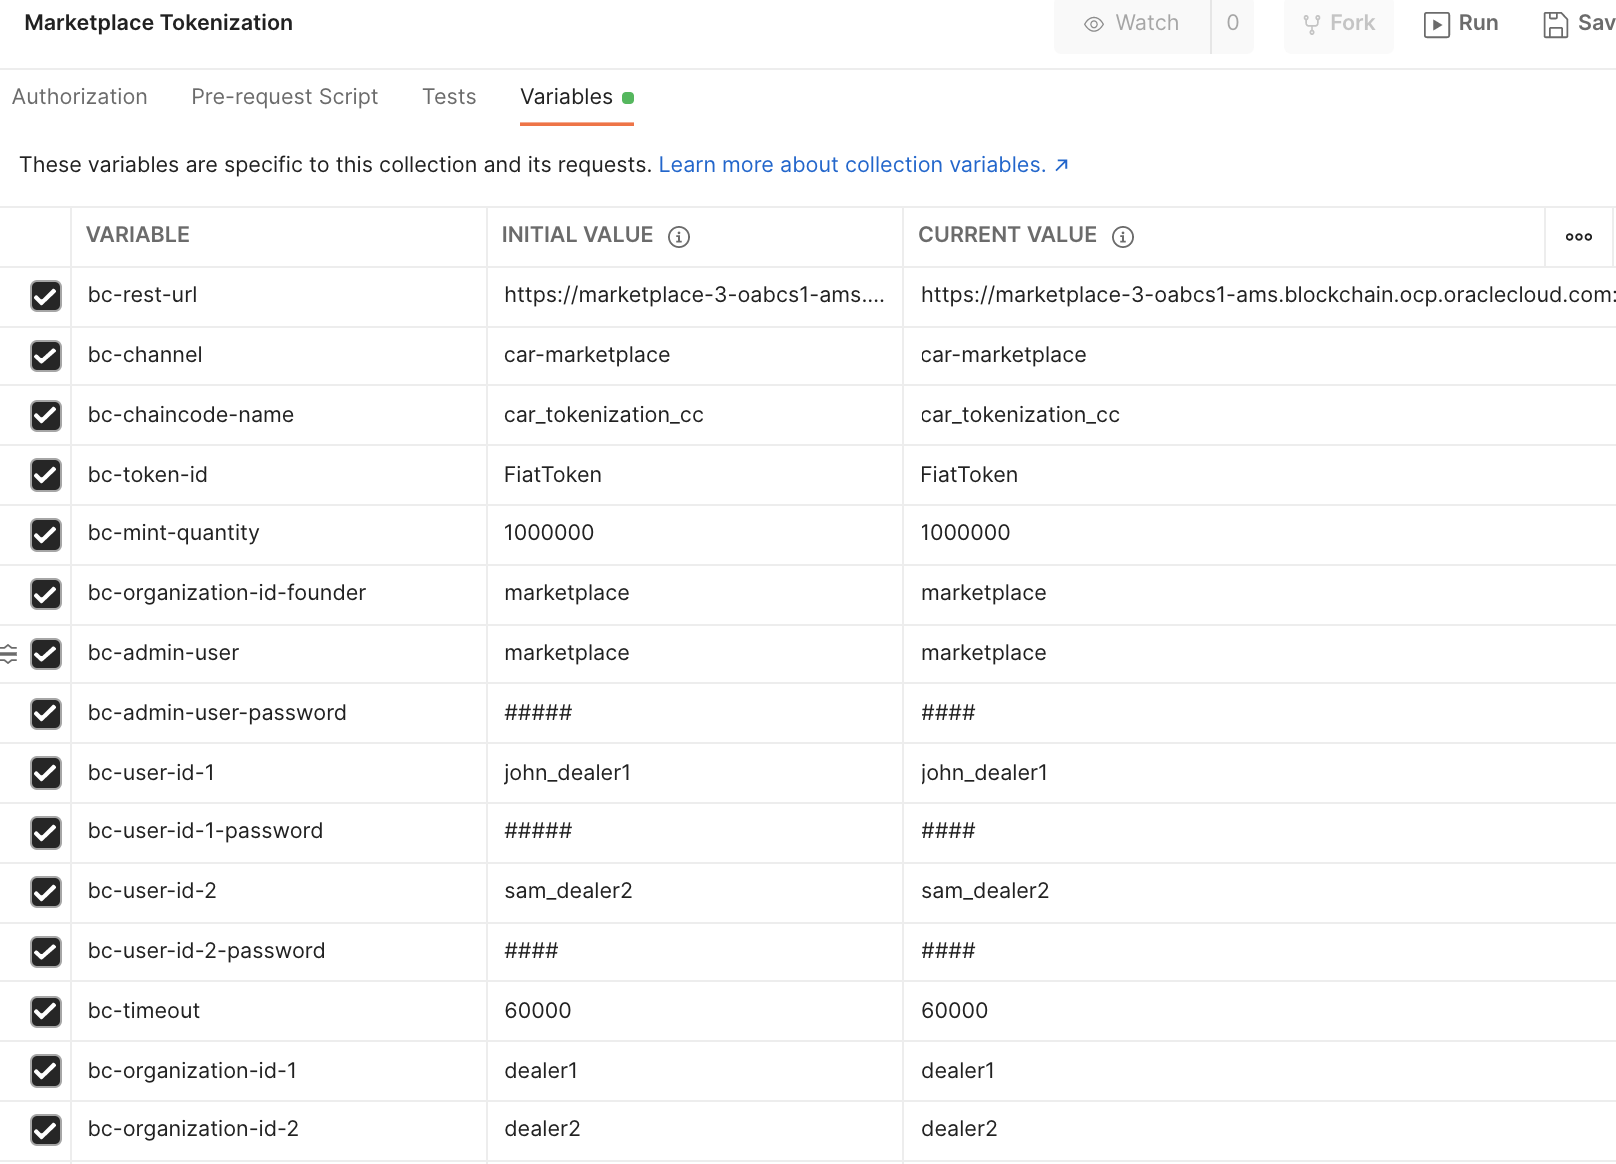 Marketplace Tokenization Watch 0 Fork Run Sav
Authorization Pre-request Script Tests Variables
These variables are specific to this collection and its requests. Learn more about collection variables. ↗
VARIABLE INITIAL VALUE CURRENT VALUE
bc-rest-url https://marketplace-3-oabcs1-ams.... https://marketplace-3-oabcs1-ams.blockchain.ocp.oraclecloud.com:
bc-channel car-marketplace car-marketplace
bc-chaincode-name car_tokenization_cc car_tokenization_cc
bc-token-id FiatToken FiatToken
bc-mint-quantity 1000000 1000000
bc-organization-id-founder marketplace marketplace
bc-admin-user marketplace marketplace
bc-admin-user-password ##### ####
bc-user-id-1 john_dealer1 john_dealer1
bc-user-id-1-password ##### ####
bc-user-id-2 sam_dealer2 sam_dealer2
bc-user-id-2-password #### ####
bc-timeout 60000 60000
bc-organization-id-1 dealer1 dealer1
bc-organization-id-2 dealer2 dealer2